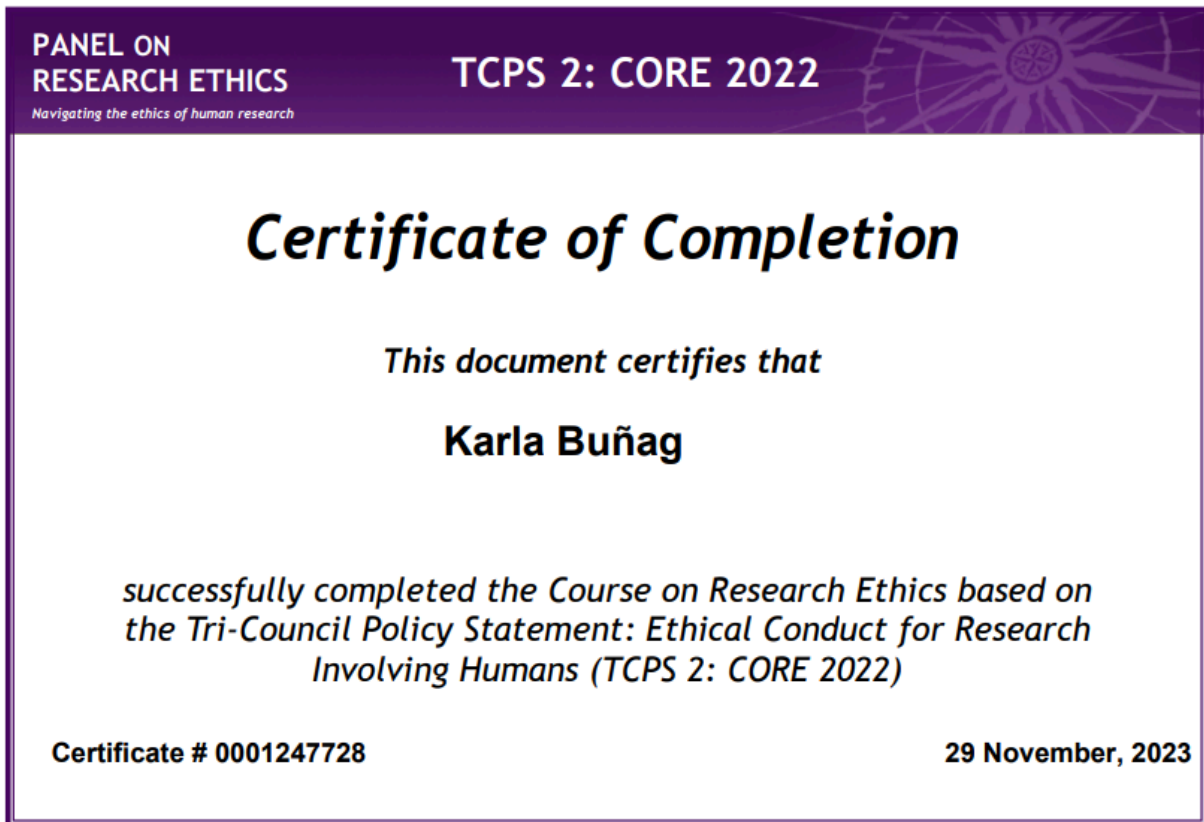 PANEL ON
RESEARCH ETHICS
Navigating the ethics of human research
TCPS 2: CORE 2022
Certificate of Completion
This document certifies that
Karla Buñag
successfully completed the Course on Research Ethics based on
the Tri-Council Policy Statement: Ethical Conduct for Research
Involving Humans (TCPS 2: CORE 2022)
Certificate # 0001247728
29 November, 2023